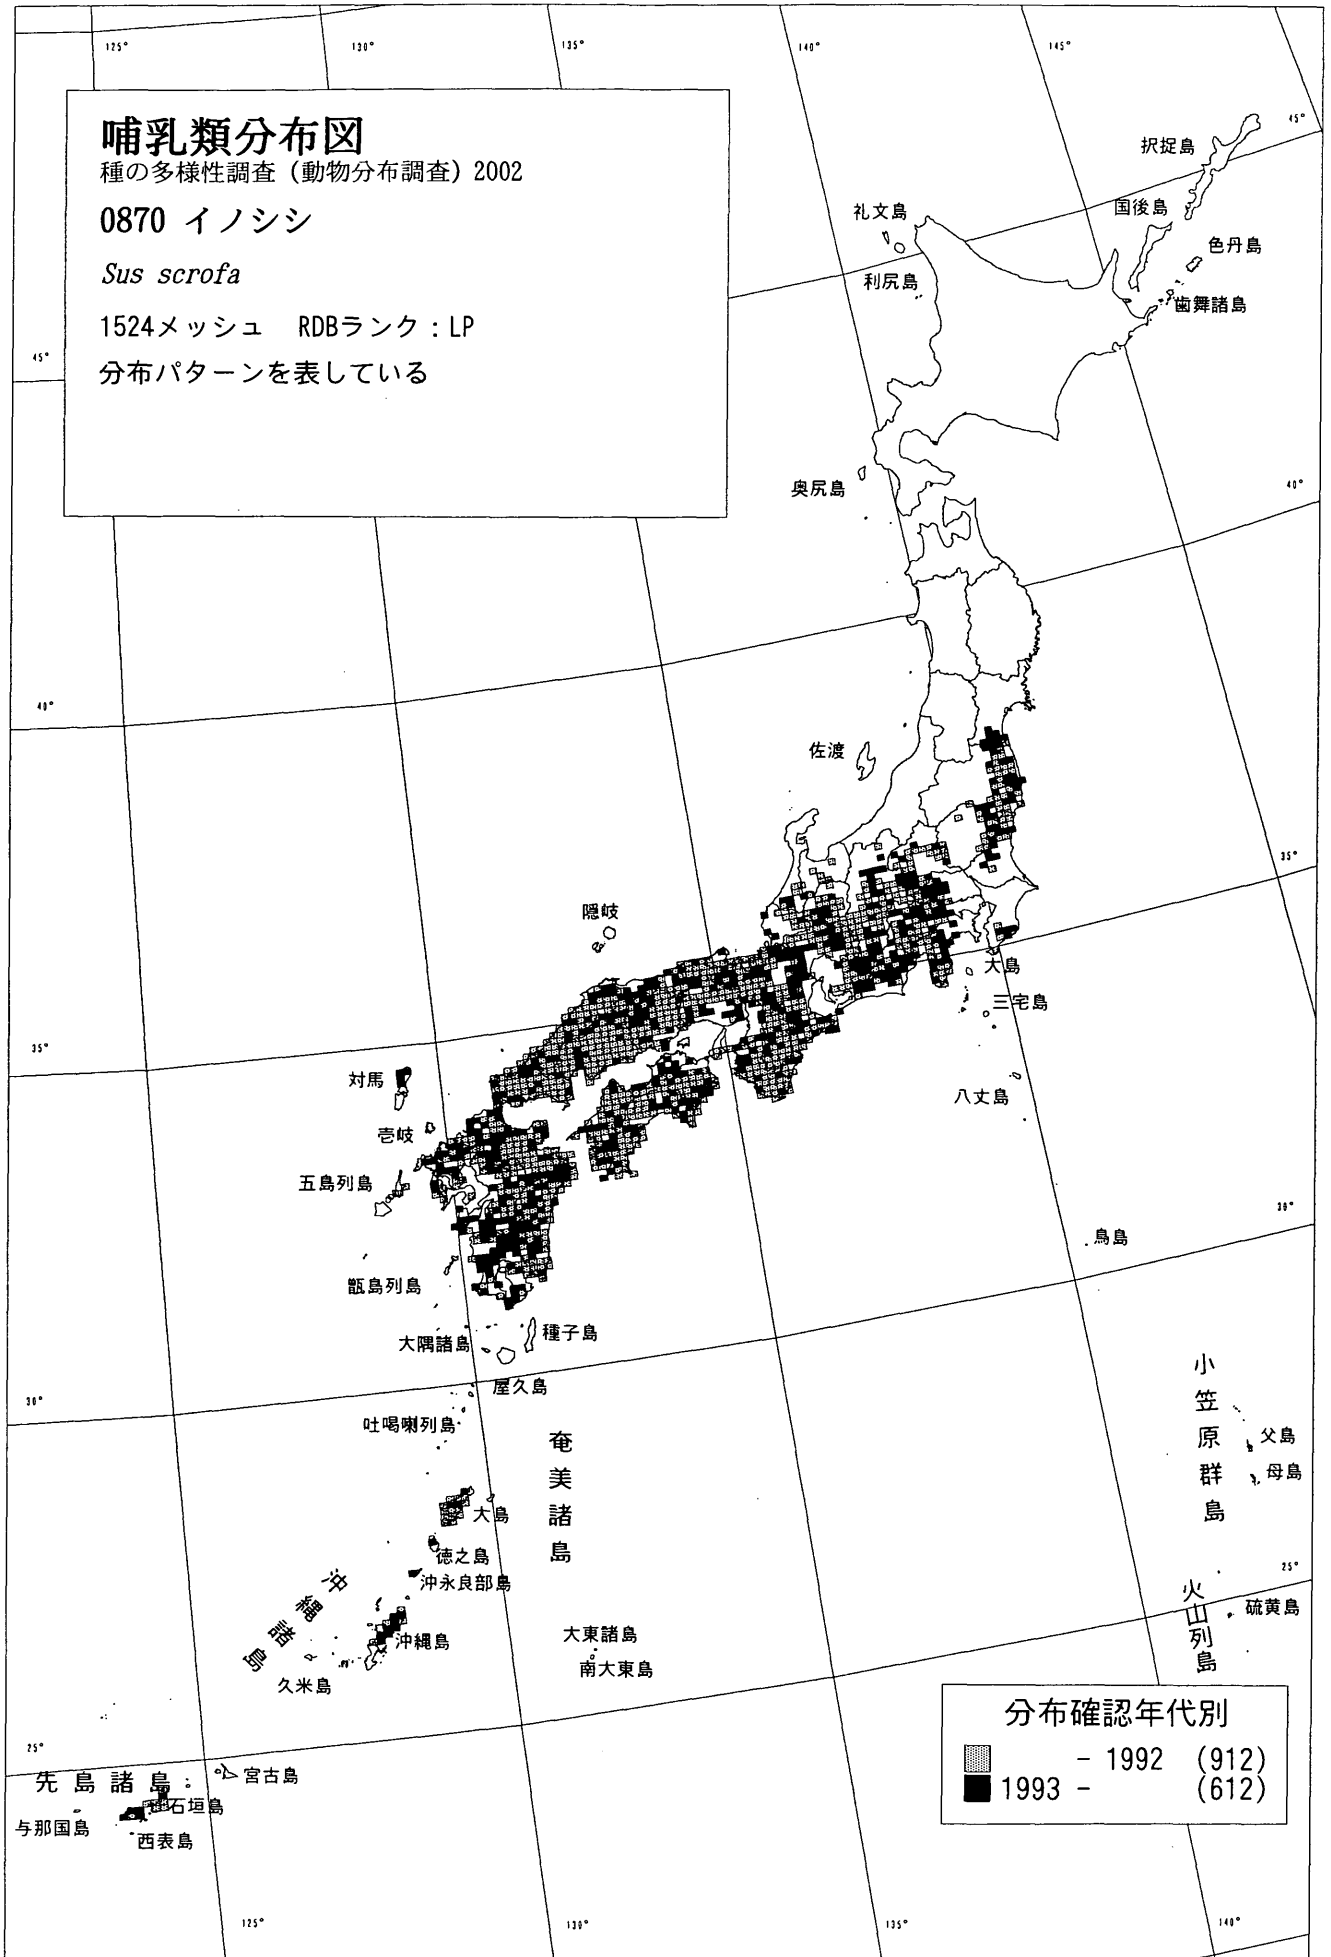 125°
130°
135°
140°
145°
哺乳類分布図
種の多様性調査（動物分布調査）2002
0870 イノシシ
Sus scrofa
1524メッシュ　RDBランク：LP
分布パターンを表している
45°
択捉島
国後島
色丹島
歯舞諸島
礼文島
利尻島
45°
奥尻島
40°
40°
佐渡
35°
隠岐
大島
三宅島
八丈島
35°
対馬
壱岐
五島列島
甑島列島
30°
鳥島
大隅諸島
種子島
屋久島
30°
吐喝喇列島
奄美諸島
大島
徳之島
沖永良部島
小笠原群島
父島
母島
沖縄諸島
沖縄島
久米島
大東諸島
南大東島
25°
火山列島
硫黄島
25°
先島諸島
宮古島
石垣島
与那国島
西表島
分布確認年代別
- 1992 (912)
1993 - (612)
125°
130°
135°
140°